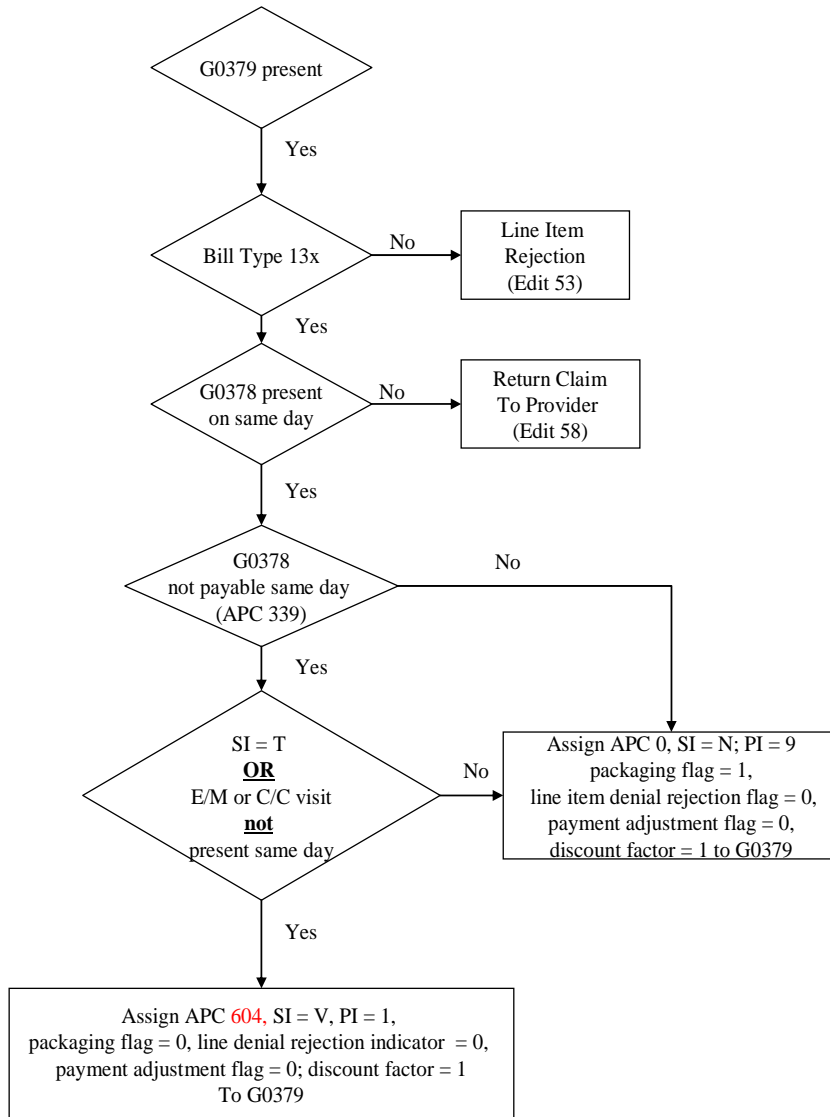 G0379 present
Yes
Bill Type 13x
No
Line Item
Rejection
(Edit 53)
Yes
G0378 present
on same day
No
Return Claim
To Provider
(Edit 58)
Yes
G0378
not payable same day
(APC 339)
No
Yes
SI = T
OR
E/M or C/C visit
not
present same day
No
Assign APC 0, SI = N; PI = 9
packaging flag = 1,
line item denial rejection flag = 0,
payment adjustment flag = 0,
discount factor = 1 to G0379
Yes
Assign APC 604, SI = V, PI = 1,
packaging flag = 0, line denial rejection indicator = 0,
payment adjustment flag = 0; discount factor = 1
To G0379